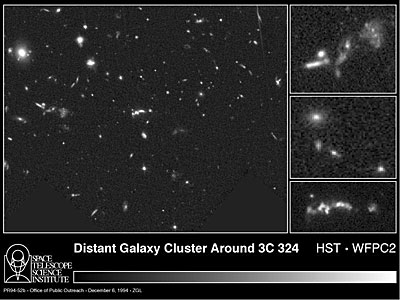 Distant Galaxy Cluster Around 3C 324 HST • WFPC2
SPACE
TELESCOPE
SCIENCE
INSTITUTE
PR94-52b - Office of Public Outreach - December 6, 1994 - ZGL